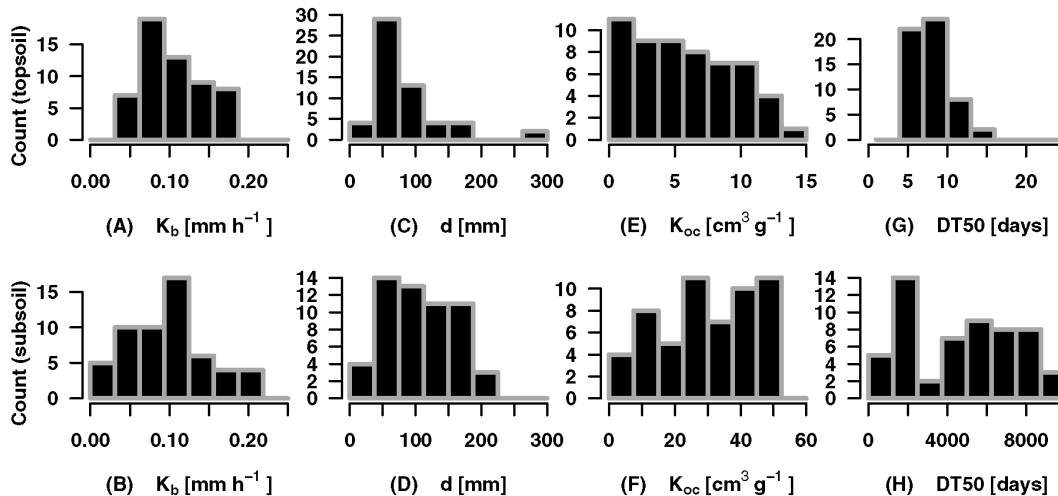 Count (topsoil)
15
10
5
0
0.00 0.10 0.20
(A) K_b [mm h⁻¹ ]
30
25
20
15
10
5
0
0 100 200 300
(C) d [mm]
10
8
6
4
2
0
0 5 10 15
(E) K_oc [cm³ g⁻¹ ]
20
15
10
5
0
5 10 20
(G) DT50 [days]
Count (subsoil)
15
10
5
0
0.00 0.10 0.20
(B) K_b [mm h⁻¹ ]
14
12
10
8
6
4
2
0
0 100 200 300
(D) d [mm]
10
8
6
4
2
0
0 20 40 60
(F) K_oc [cm³ g⁻¹ ]
14
12
10
8
6
4
2
0
0 4000 8000
(H) DT50 [days]